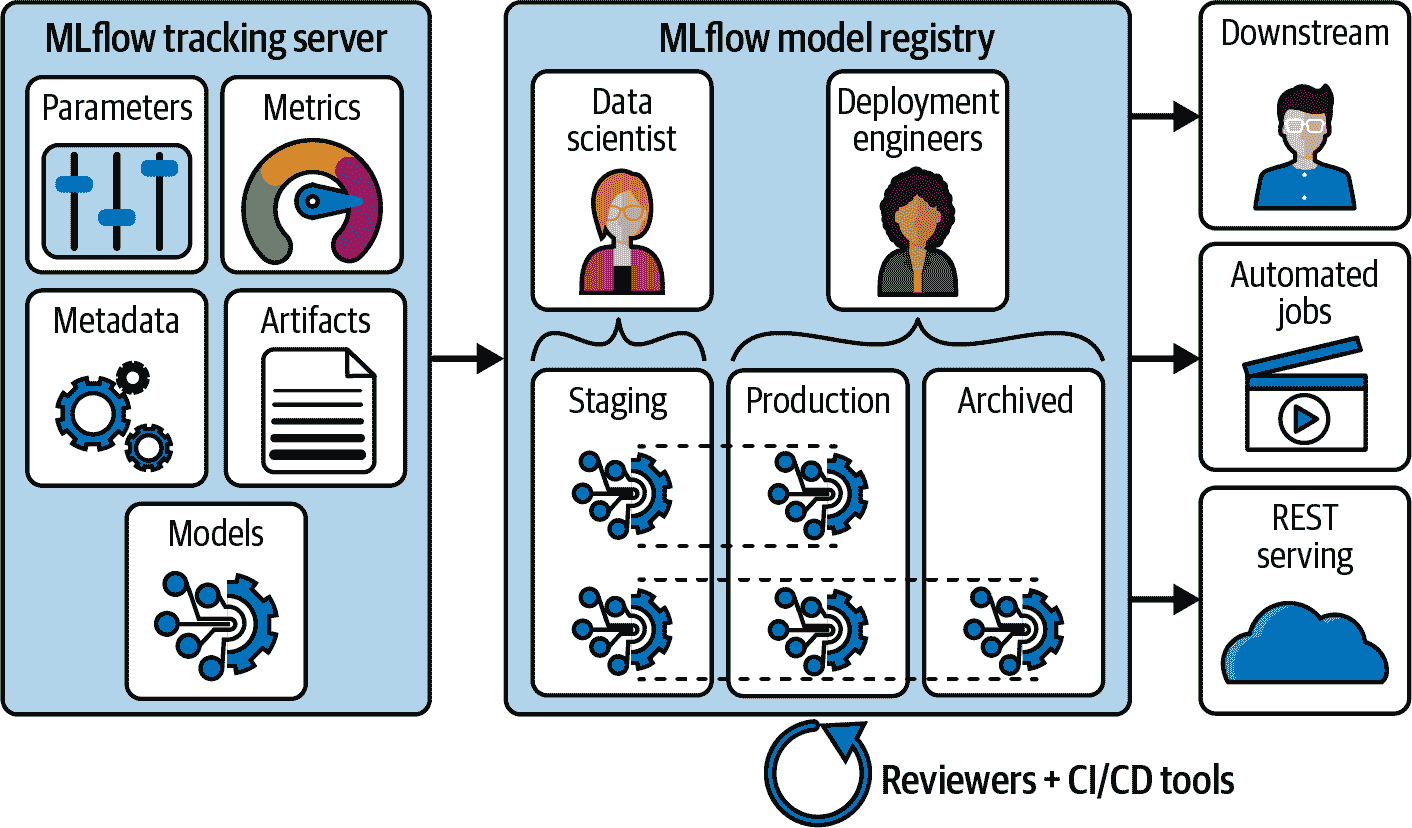 MLflow tracking server
Parameters
Metrics
Metadata
Artifacts
Models
MLflow model registry
Data
scientist
Deployment
engineers
Staging
Production
Archived
Reviewers + CI/CD tools
Downstream
Automated
jobs
REST
serving